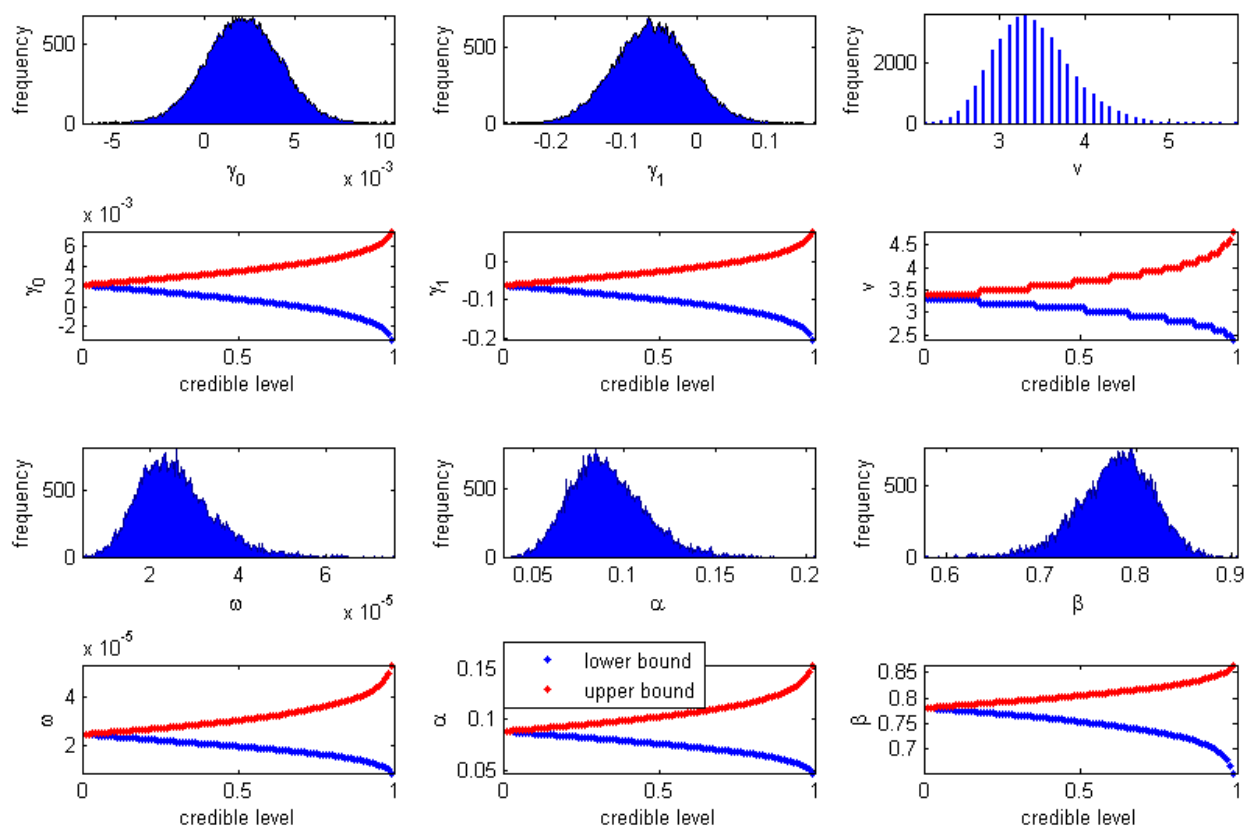 frequency
500
0
-5 0 5 10
γ0
x 10-3
frequency
500
0
-0.2 -0.1 0 0.1
γ1
frequency
2000
0
3 4 5
v
x 10-3
γ0
6
4
2
0
-2
0 0.5 1
credible level
γ1
0
-0.1
-0.2
0 0.5 1
credible level
v
4.5
4
3.5
3
2.5
0 0.5 1
credible level
frequency
500
0
2 4 6
ω
x 10-5
frequency
500
0
0.05 0.1 0.15 0.2
α
frequency
500
0
0.6 0.7 0.8 0.9
β
x 10-5
ω
4
2
0 0.5 1
credible level
α
0.15
0.1
0.05
lower bound
upper bound
0 0.5 1
credible level
β
0.85
0.8
0.75
0.7
0 0.5 1
credible level